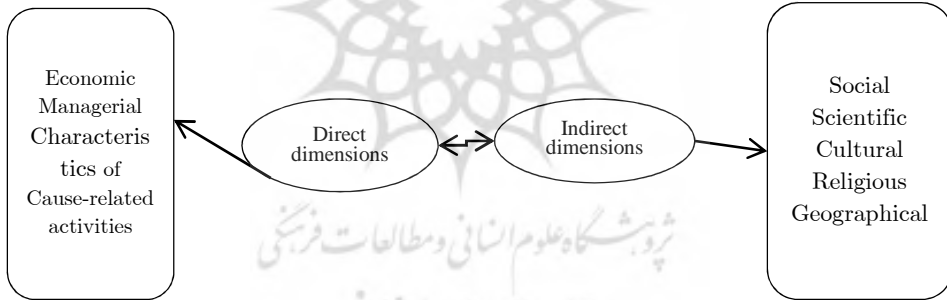 Economic
Managerial
Characteris
tics of
Cause-related
activities
Direct
dimensions
Indirect
dimensions
Social
Scientific
Cultural
Religious
Geographical
پژوهشگاه علوم انسانی و مطالعات فرهنگی